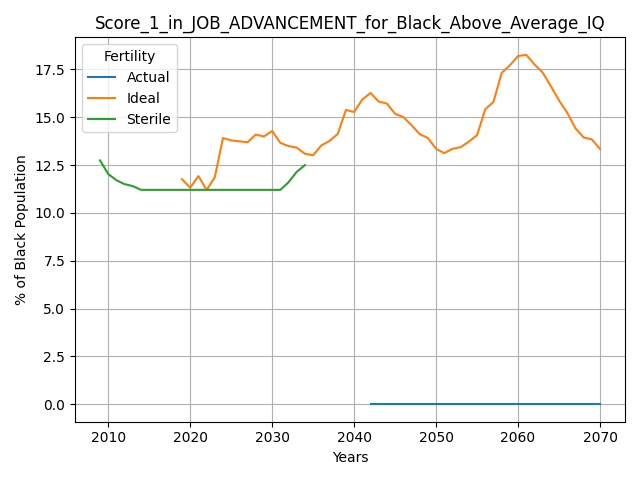 Score_1_in_JOB_ADVANCEMENT_for_Black_Above_Average_IQ
Fertility
Actual
Ideal
Sterile
% of Black Population
17.5
15.0
12.5
10.0
7.5
5.0
2.5
0.0
2010 2020 2030 2040 2050 2060 2070
Years